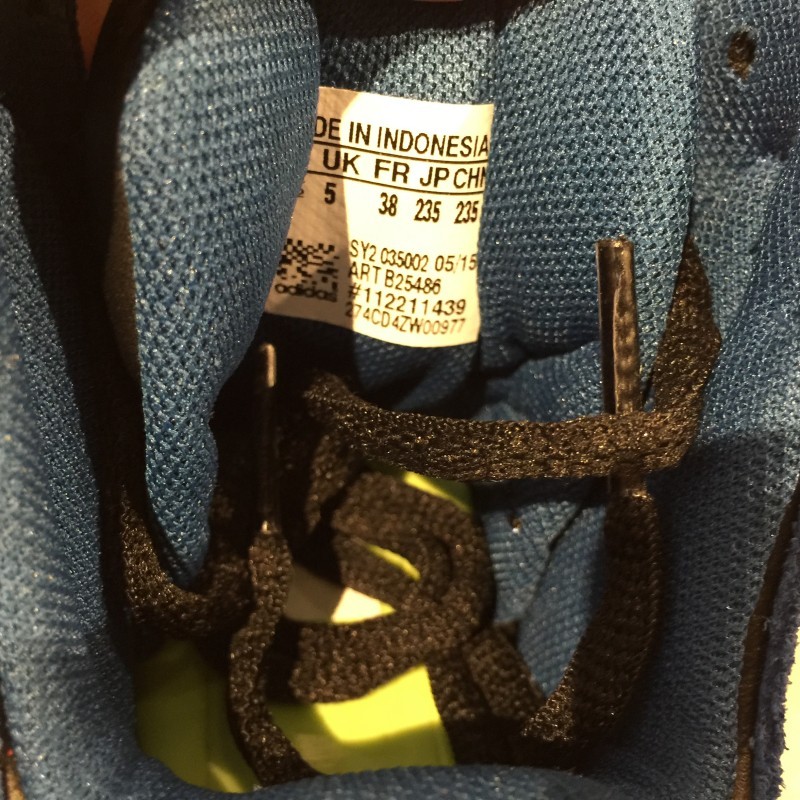 DE IN INDONESIA
UK FR JP CHN
5 38 235 235
SY2 035002 05/15
ART B25486
#112211439
274CD4ZW00977
adidas